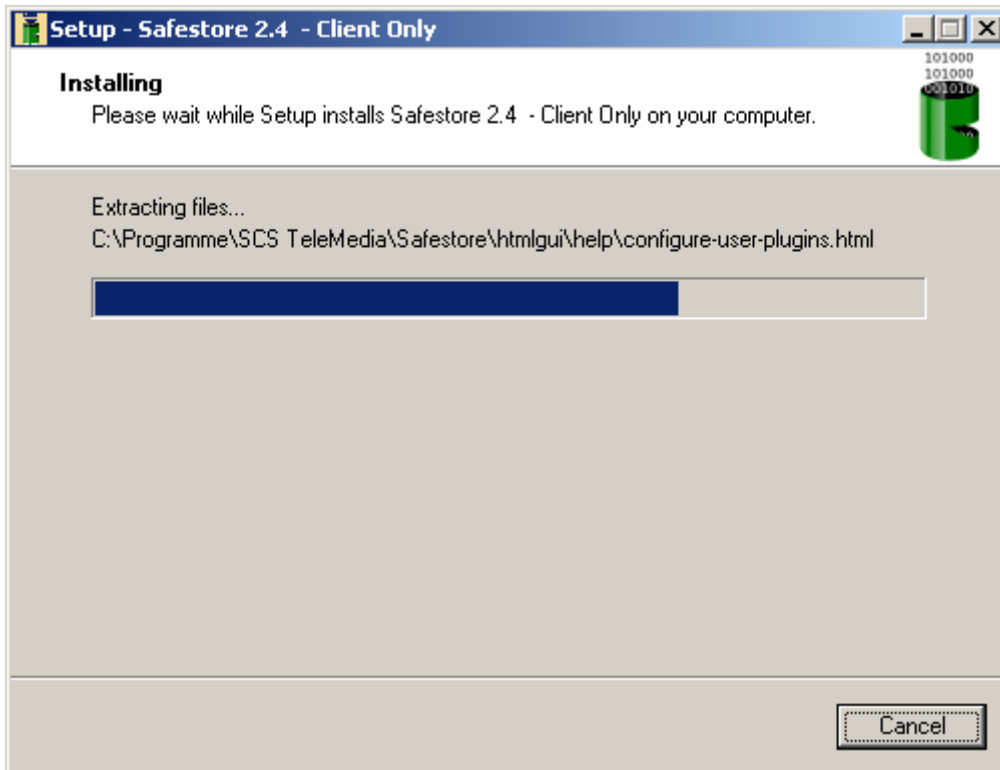 Setup - Safestore 2.4  - Client Only
101000
101000
001010
Installing
Please wait while Setup installs Safestore 2.4  - Client Only on your computer.
Extracting files...
C:\Programme\SCS TeleMedia\Safestore\htmlgui\help\configure-user-plugins.html
Cancel